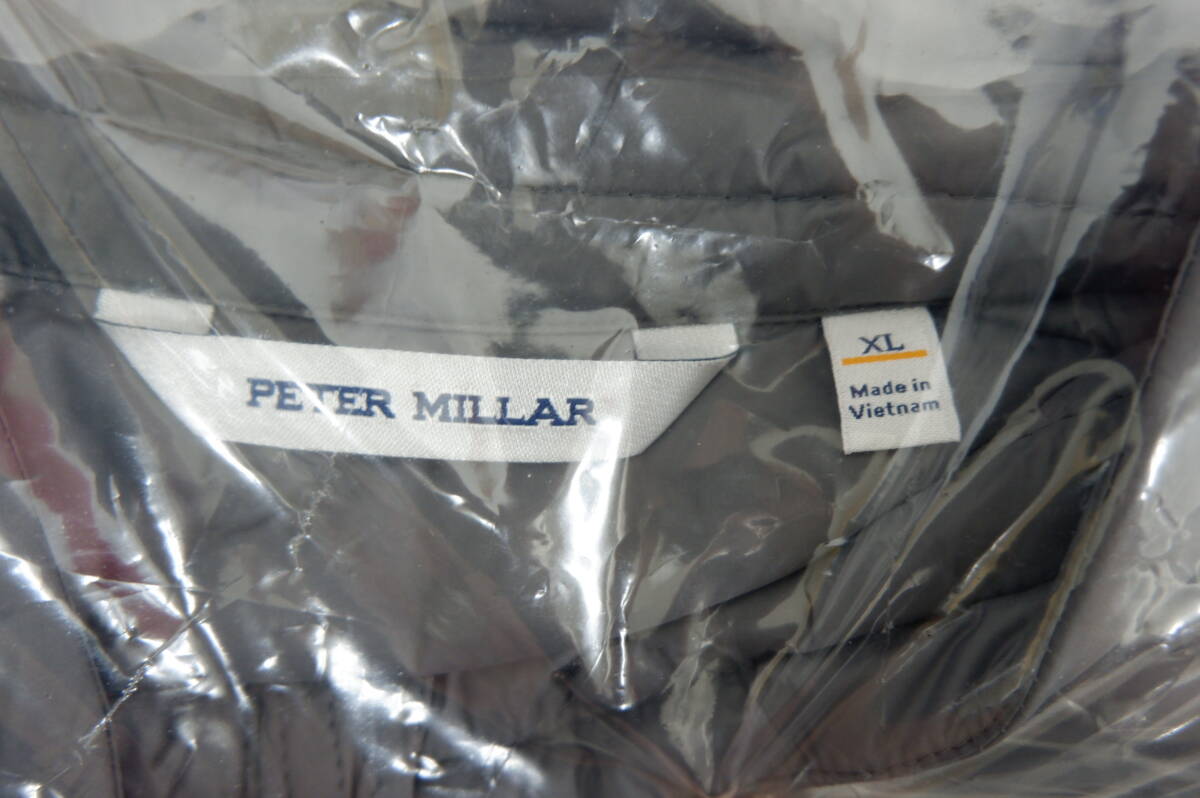 PETER MILLAR
XL
Made in
Vietnam